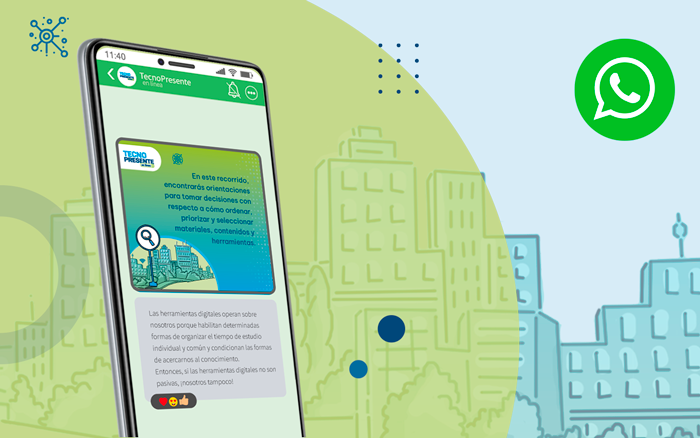 11:40
TecnoPresente
en línea
TECNO
PRESENTE
En este recorrido,
encontrarás orientaciones
para tomar decisiones con
respecto a cómo ordenar,
priorizar y seleccionar
materiales, contenidos y
herramientas.
Las herramientas digitales operan sobre
nosotros porque habilitan determinadas
formas de organizar el tiempo de estudio
individual y común y condicionan las formas
de acercarnos al conocimiento.
Entonces, si las herramientas digitales no son
pasivas, ¡nosotros tampoco!